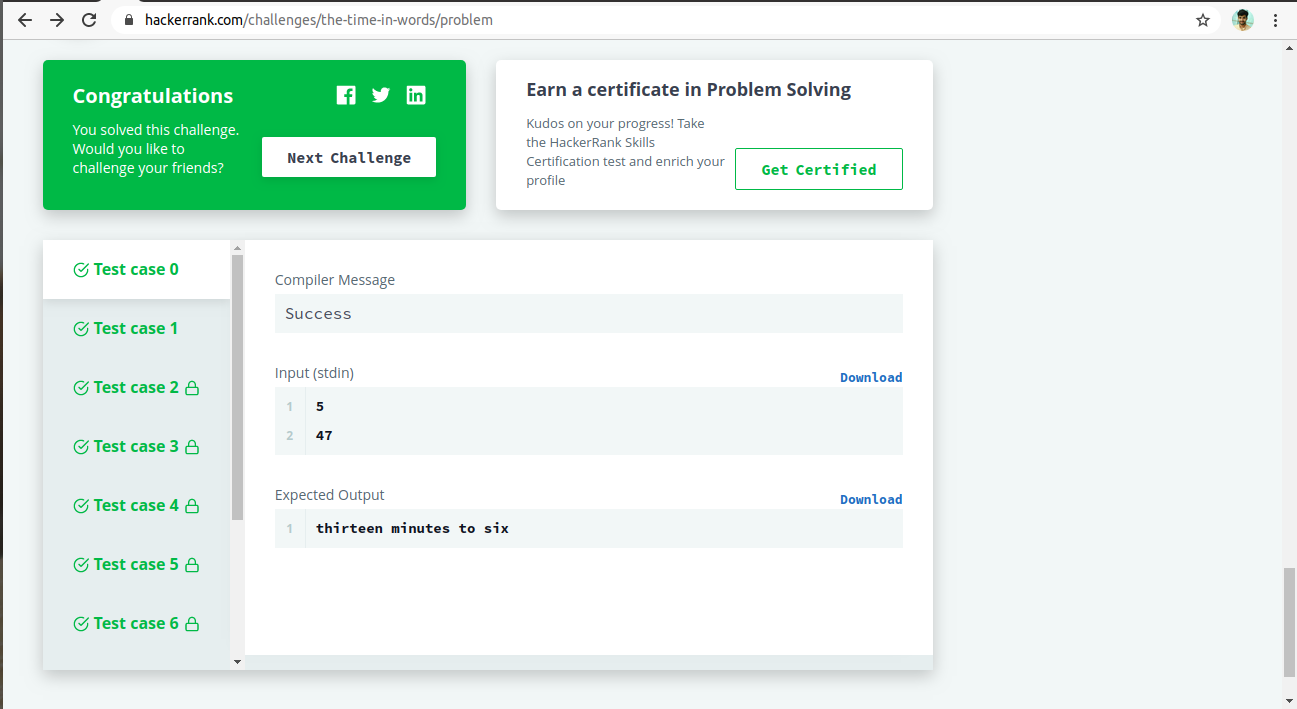 hackerrank.com/challenges/the-time-in-words/problem
Congratulations
You solved this challenge.
Would you like to
challenge your friends?
Next Challenge
Earn a certificate in Problem Solving
Kudos on your progress! Take
the HackerRank Skills
Certification test and enrich your
profile
Get Certified
Test case 0
Test case 1
Test case 2
Test case 3
Test case 4
Test case 5
Test case 6
Compiler Message
Success
Input (stdin)
Download
1 5
2 47
Expected Output
Download
1 thirteen minutes to six